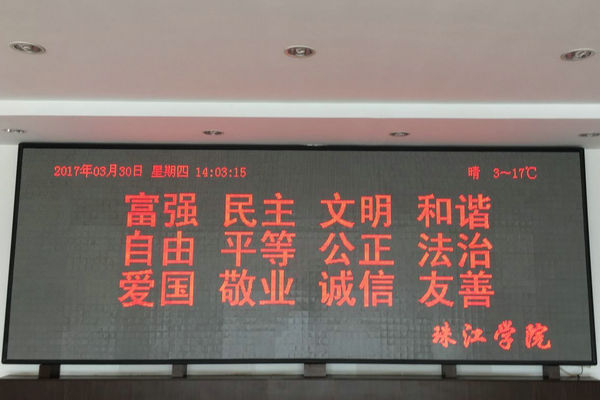 2017年03月30日 星期四 14:03:15 晴 3～17℃
富强 民主 文明 和谐
自由 平等 公正 法治
爱国 敬业 诚信 友善
珠江学院